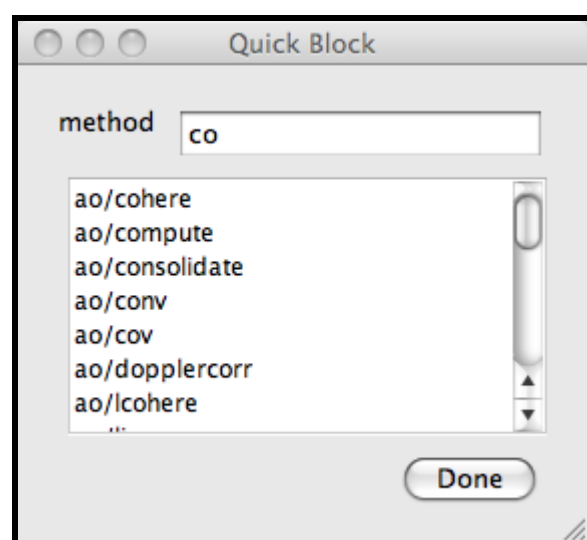 Quick Block
method co
ao/cohere
ao/compute
ao/consolidate
ao/conv
ao/cov
ao/dopplercorr
ao/lcohere
Done